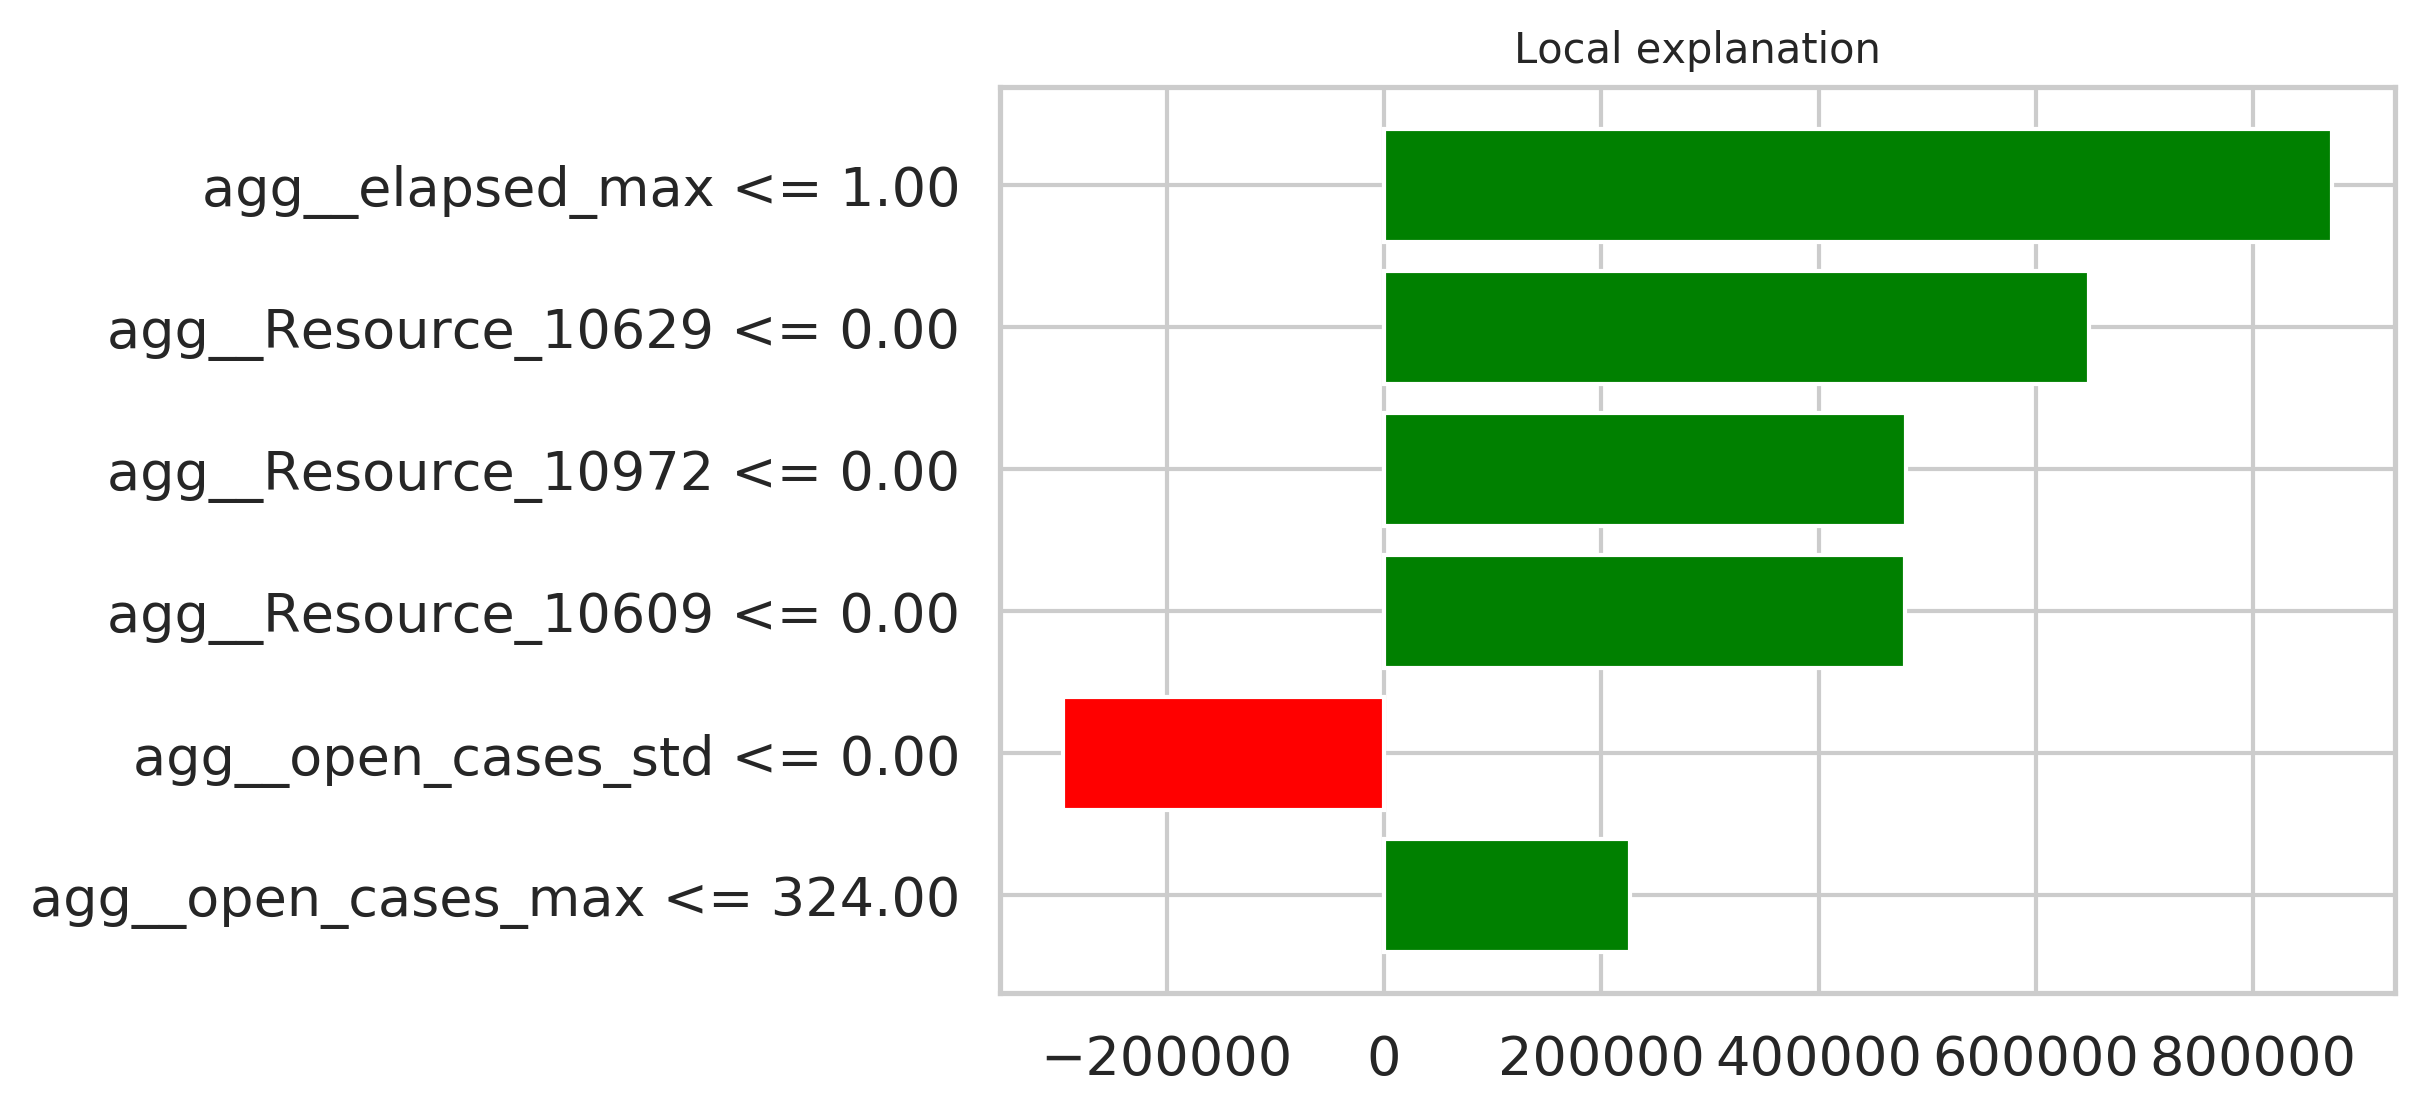 Local explanation
agg__elapsed_max <= 1.00
agg__Resource_10629 <= 0.00
agg__Resource_10972 <= 0.00
agg__Resource_10609 <= 0.00
agg__open_cases_std <= 0.00
agg__open_cases_max <= 324.00
−200000 0 200000 400000 600000 800000